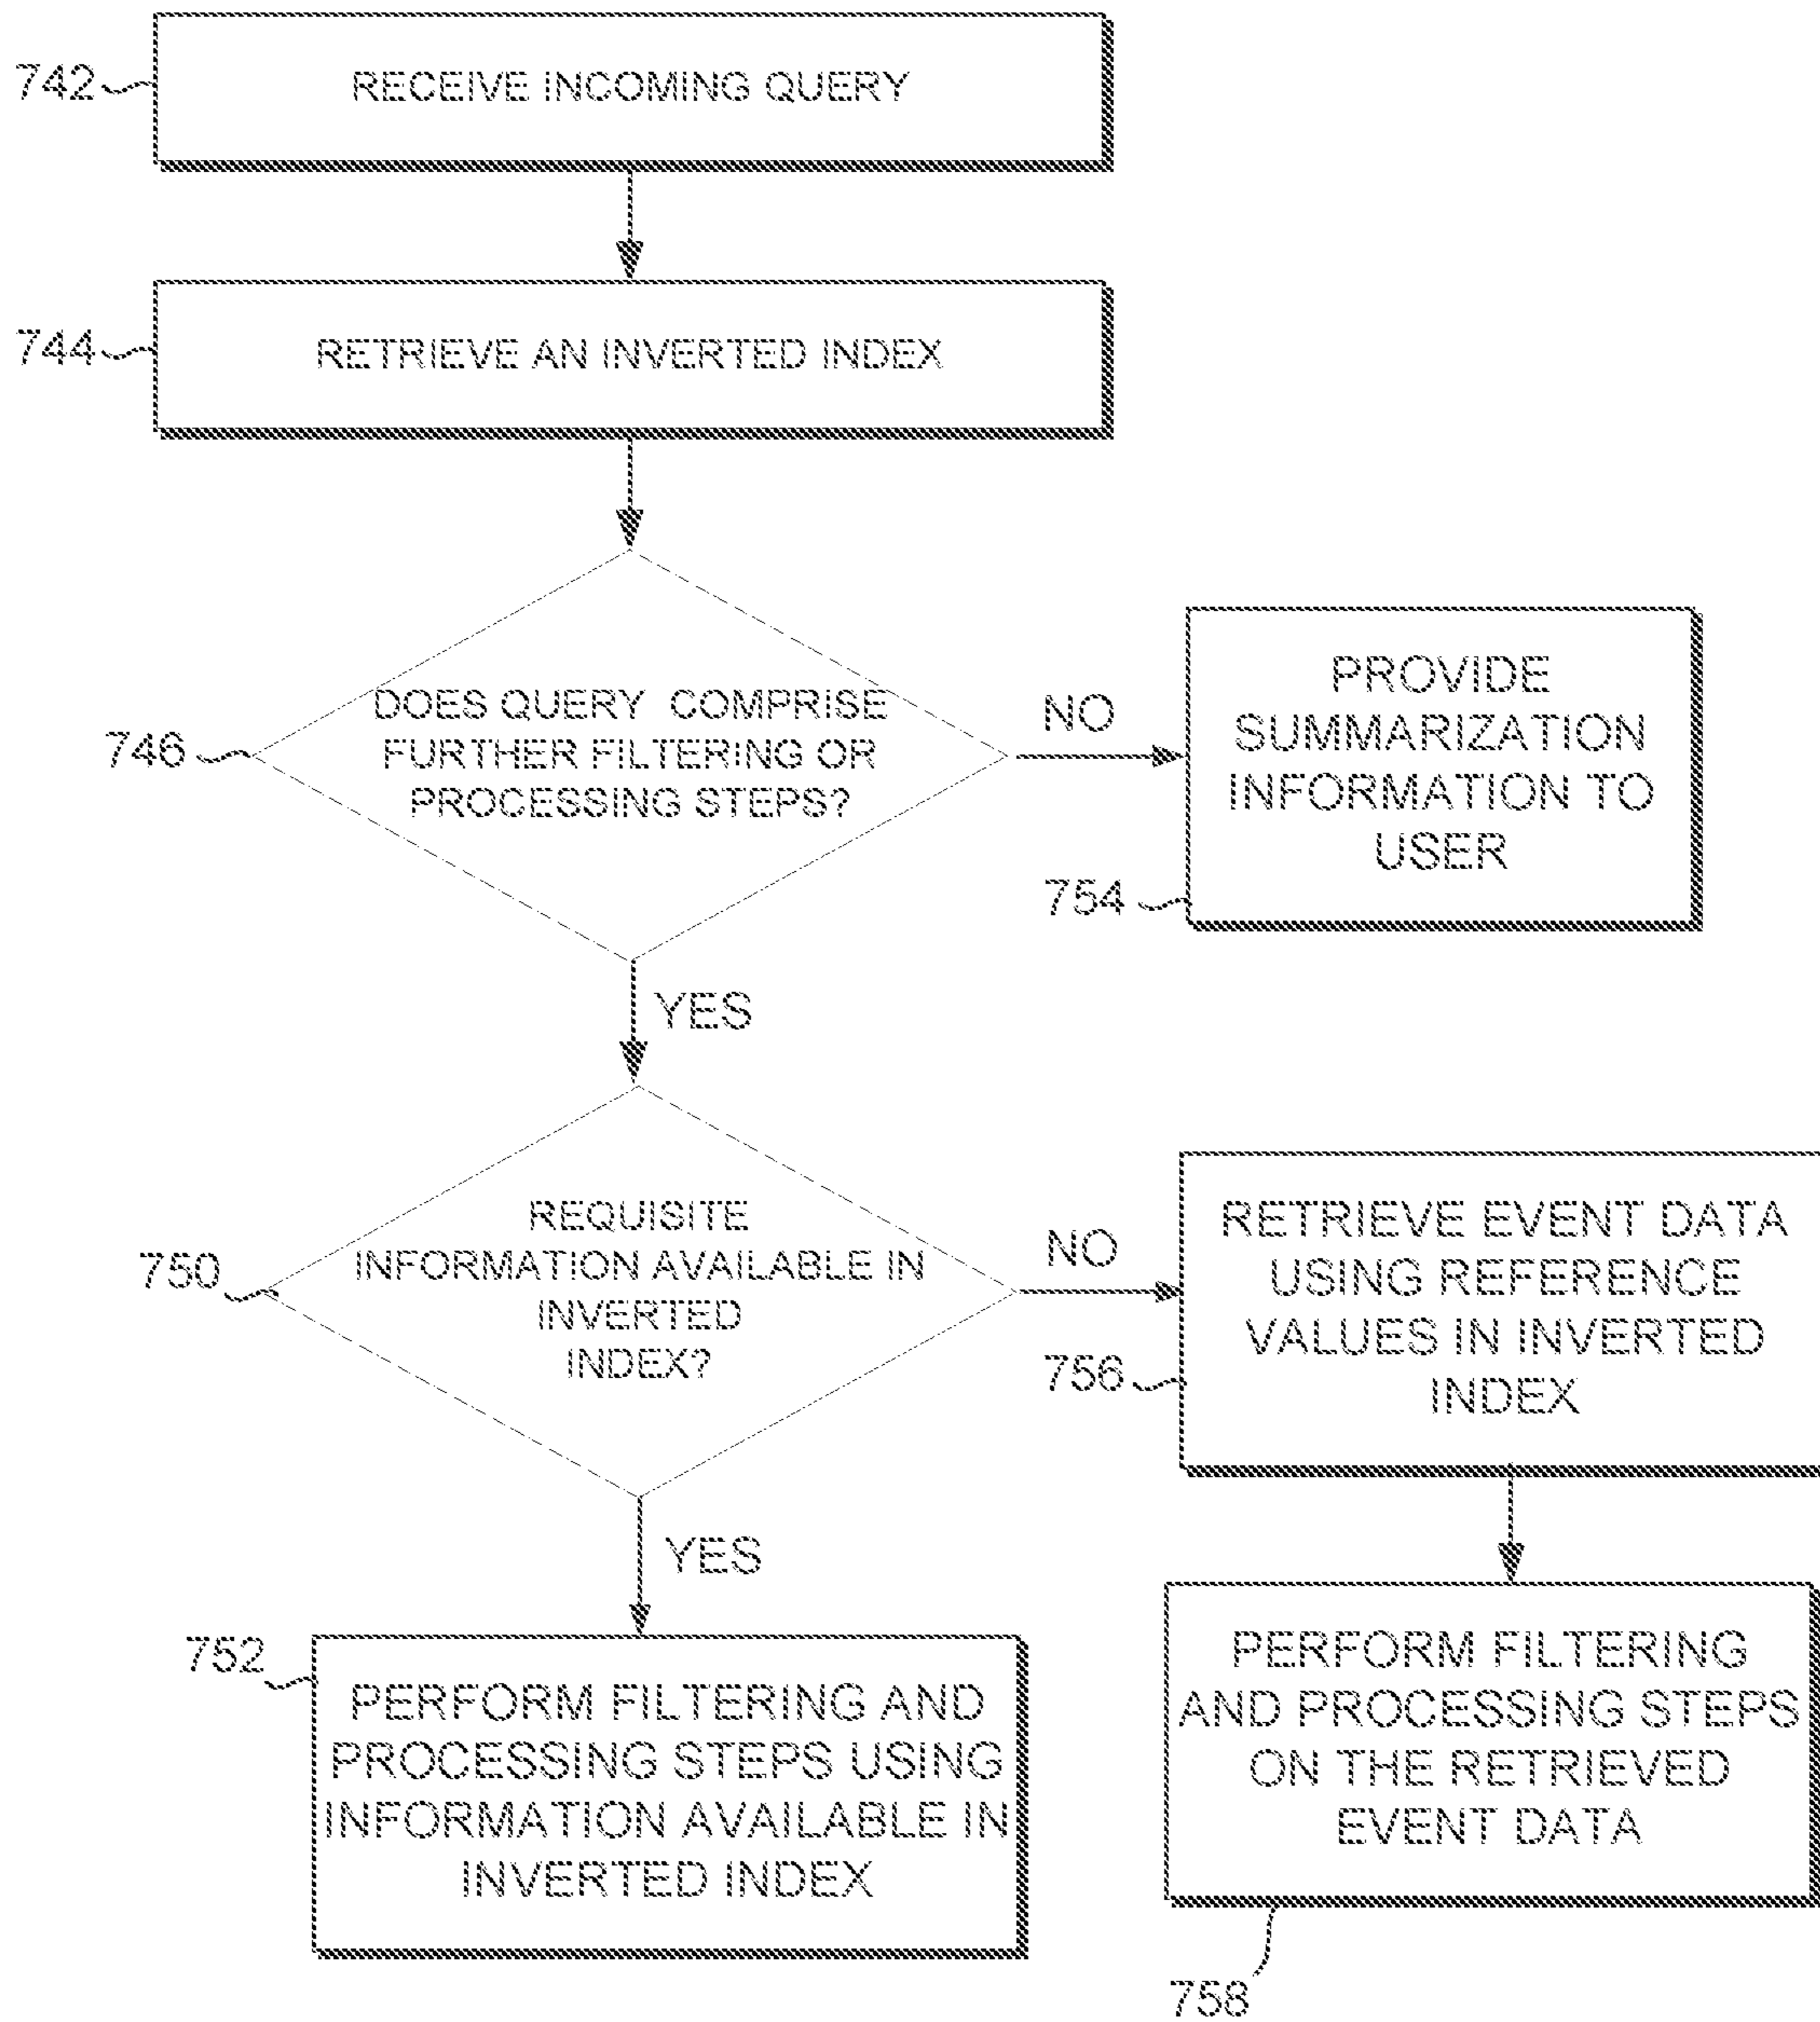 742
RECEIVE INCOMING QUERY
744
RETRIEVE AN INVERTED INDEX
746
DOES QUERY COMPRISE
FURTHER FILTERING OR
PROCESSING STEPS?
NO
754
PROVIDE
SUMMARIZATION
INFORMATION TO
USER
YES
750
REQUISITE
INFORMATION AVAILABLE IN
INVERTED
INDEX?
NO
756
RETRIEVE EVENT DATA
USING REFERENCE
VALUES IN INVERTED
INDEX
YES
752
PERFORM FILTERING AND
PROCESSING STEPS USING
INFORMATION AVAILABLE IN
INVERTED INDEX
PERFORM FILTERING
AND PROCESSING STEPS
ON THE RETRIEVED
EVENT DATA
758